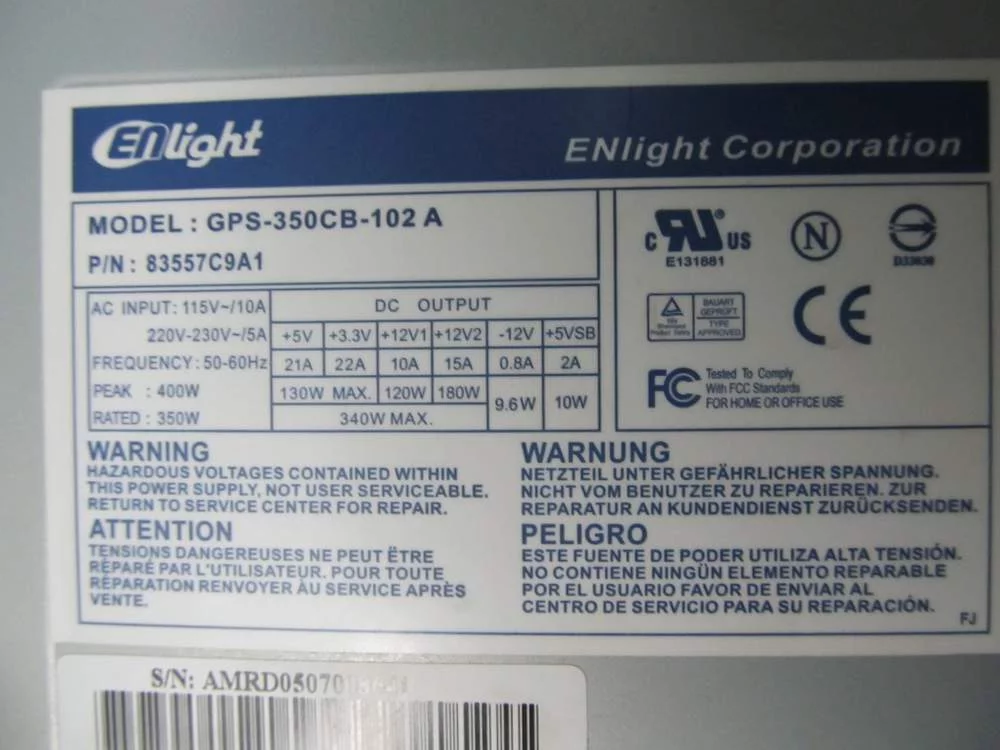 ENlight
ENlight Corporation
MODEL : GPS-350CB-102 A
P/N : 83557C9A1
AC INPUT: 115V~/10A
220V-230V~/5A
FREQUENCY: 50-60Hz
PEAK : 400W
RATED : 350W
DC OUTPUT
+5V +3.3V +12V1 +12V2 -12V +5VSB
21A 22A 10A 15A 0.8A 2A
130W MAX. 120W 180W 9.6W 10W
340W MAX.
C RU US
E131881
N
CE
BAUART
GEPRÜFT
TYPE
APPROVED
FC Tested To Comply
With FCC Standards
FOR HOME OR OFFICE USE
WARNING
HAZARDOUS VOLTAGES CONTAINED WITHIN
THIS POWER SUPPLY, NOT USER SERVICEABLE.
RETURN TO SERVICE CENTER FOR REPAIR.
ATTENTION
TENSIONS DANGEREUSES NE PEUT ËTRE
RÉPARÉ PAR L'UTILISATEUR. POUR TOUTE
RÉPARATION RENVOYER ÀU SERVICE APRÈS
VENTE.
WARNUNG
NETZTEIL UNTER GEFÄHRLICHER SPANNUNG.
NICHT VOM BENUTZER ZU REPARIEREN. ZUR
REPARATUR AN KUNDENDIENST ZURÜCKSENDEN.
PELIGRO
ESTE FUENTE DE PODER UTILIZA ALTA TENSIÓN.
NO CONTIENE NINGÜN ELEMENTO REPARABLE
POR EL USUARIO FAVOR DE ENVIAR AL
CENTRO DE SERVICIO PARA SU REPARACIÓN.
FJ
S/N: